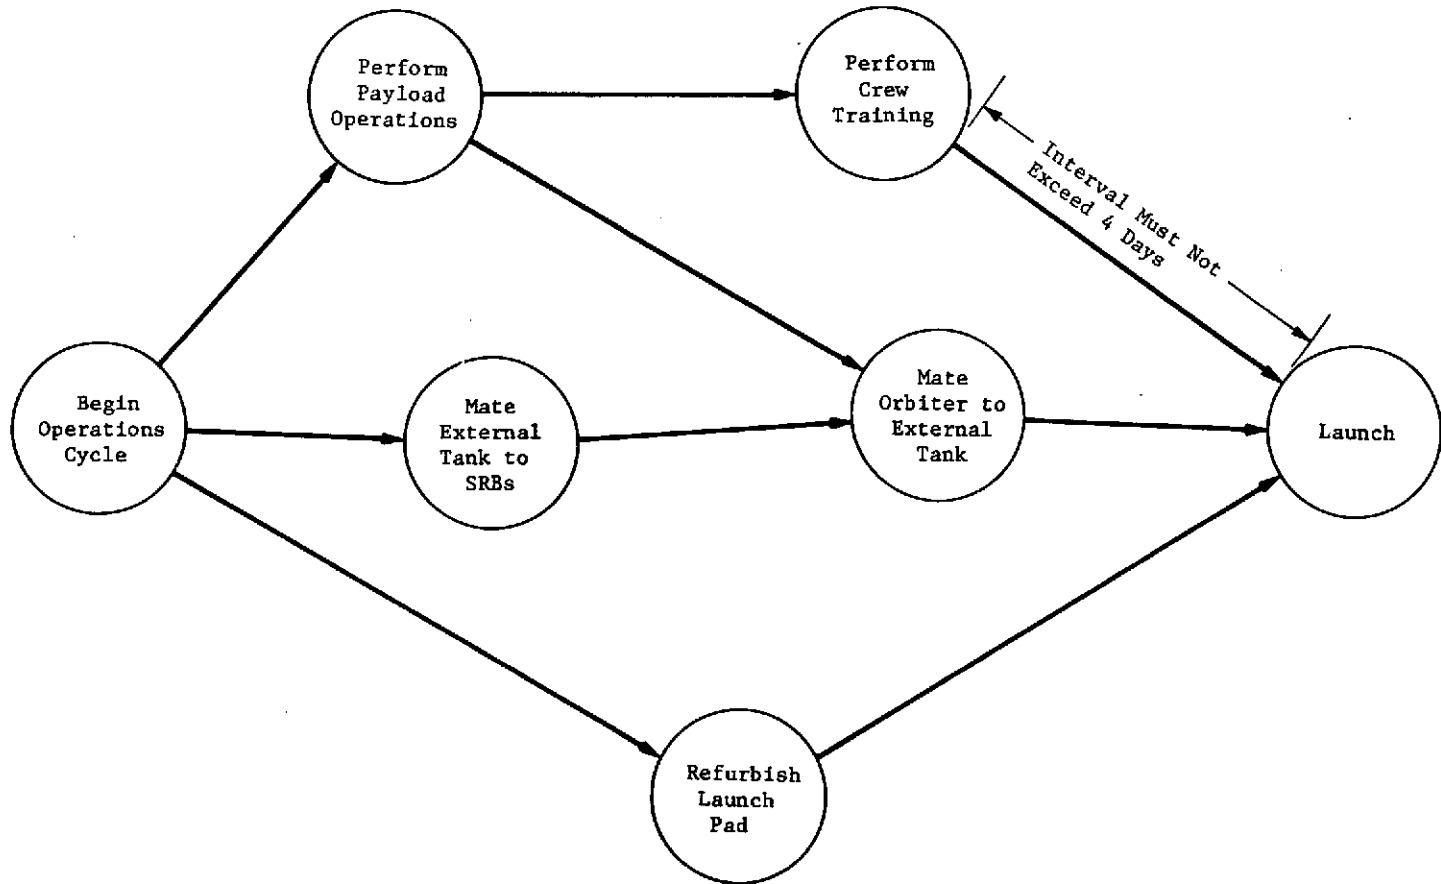 Perform
Payload
Operations
Perform
Crew
Training
Interval Must Not
Exceed 4 Days
Begin
Operations
Cycle
Mate
External
Tank to
SRBs
Mate
Orbiter to
External
Tank
Launch
Refurbish
Launch
Pad